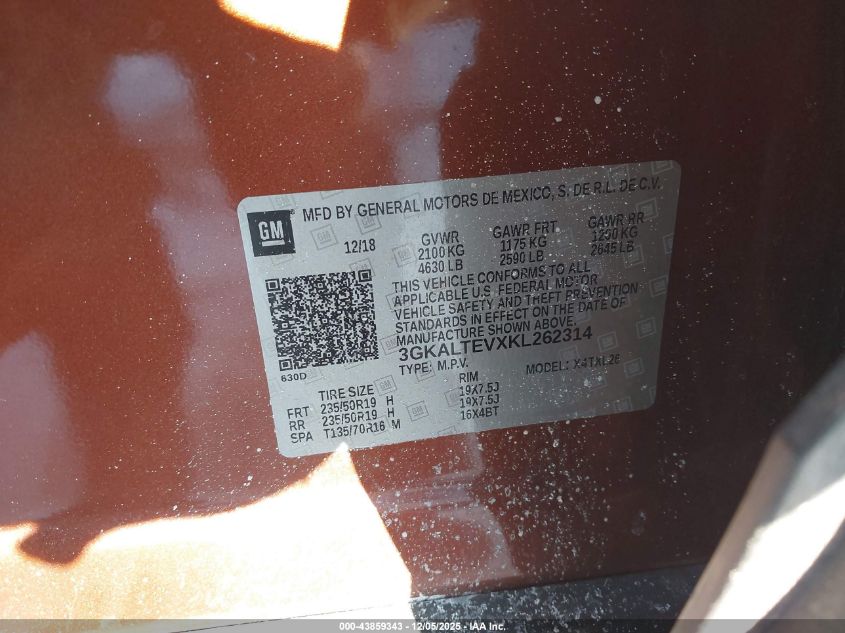 GM
MFD BY GENERAL MOTORS DE MEXICO, S. DE R.L. DE C.V.
12/18 GVWR GAWR FRT GAWR RR
2100 KG 1175 KG 1200 KG
4630 LB 2590 LB 2645 LB
THIS VEHICLE CONFORMS TO ALL
APPLICABLE U.S. FEDERAL MOTOR
VEHICLE SAFETY AND THEFT PREVENTION
STANDARDS IN EFFECT ON THE DATE OF
MANUFACTURE SHOWN ABOVE.
3GKALTEVXKL262314
TYPE: M.P.V. MODEL: X4TXL26
630D
TIRE SIZE RIM
FRT 235/50R19 H 19X7.5J
RR 235/50R19 H 19X7.5J
SPA T135/70R16 M 16X4BT
000-43859343 - 12/05/2025 - IAA Inc.